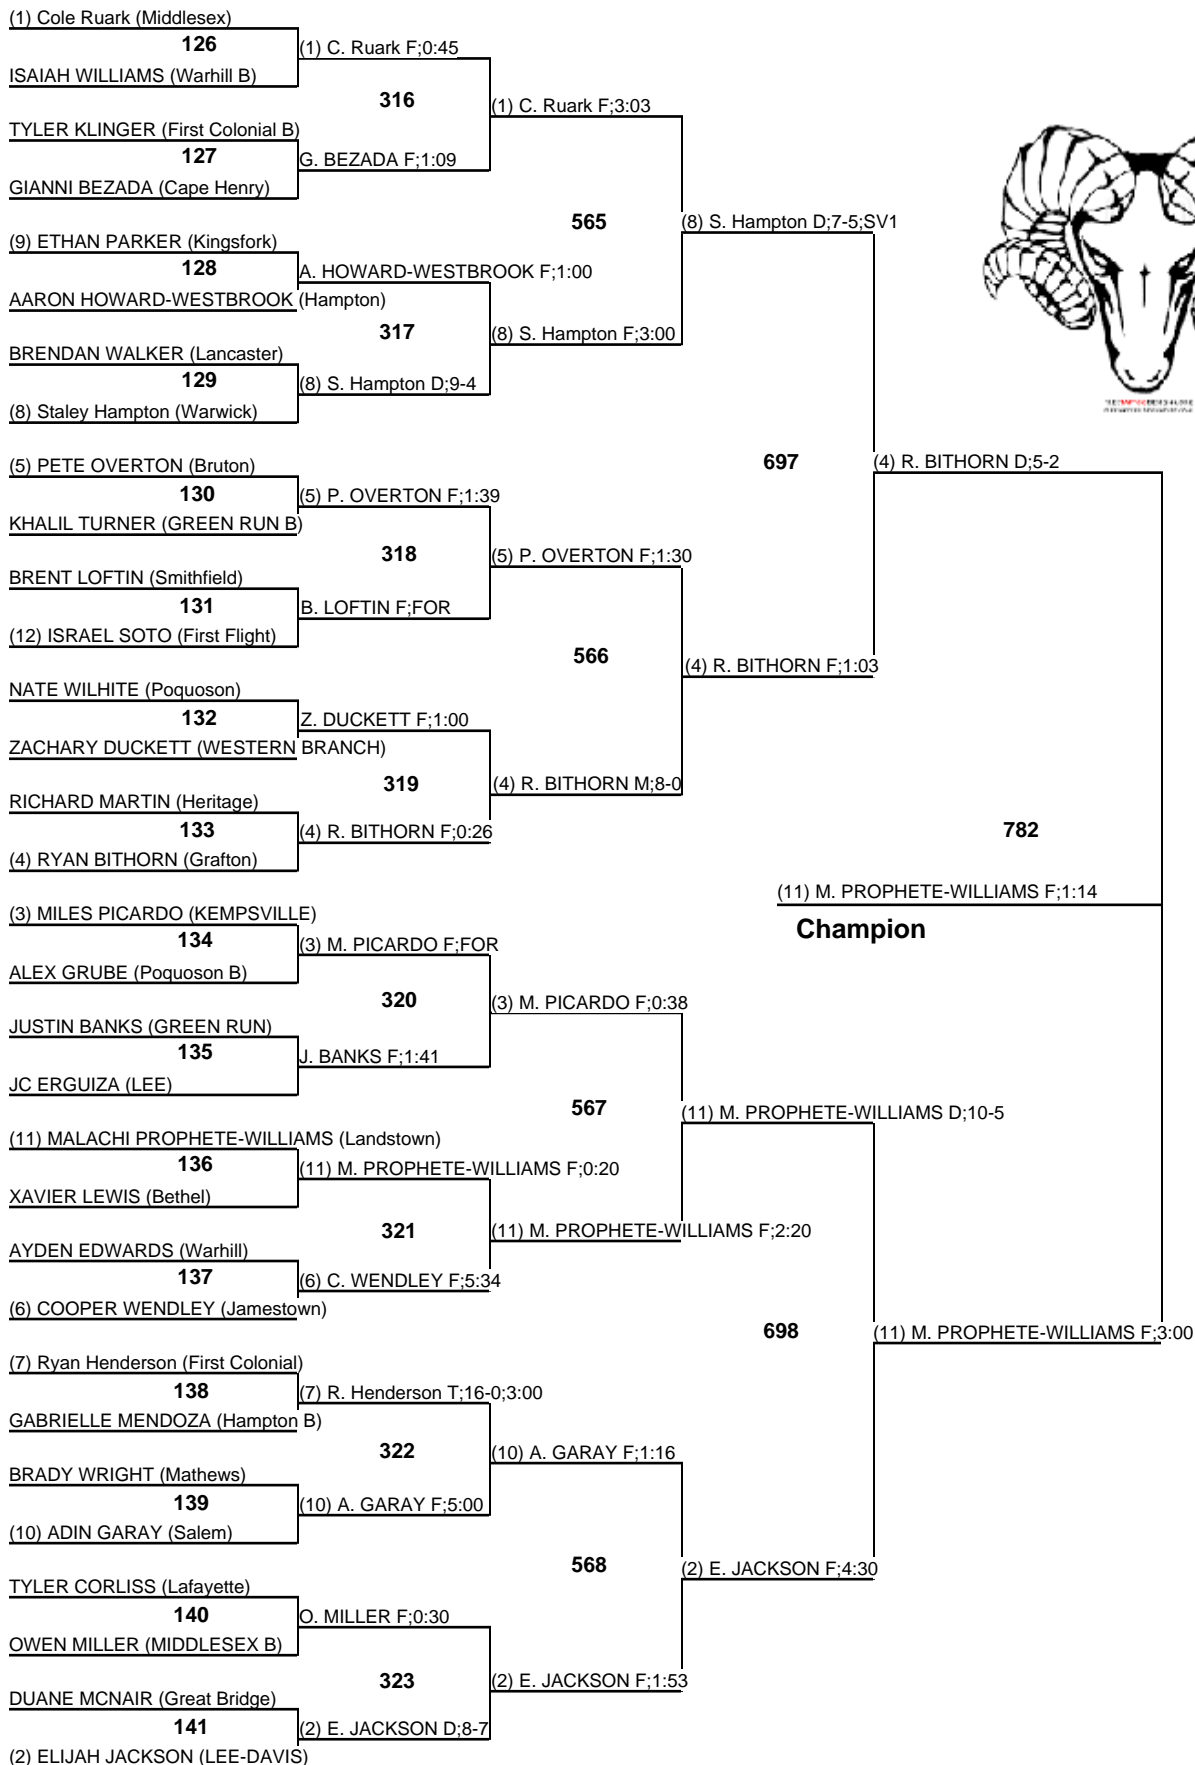 (1) Cole Ruark (Middlesex)
126
(1) C. Ruark F;0:45
ISAIAH WILLIAMS (Warhill B)
316
(1) C. Ruark F;3:03
TYLER KLINGER (First Colonial B)
127
G. BEZADA F;1:09
GIANNI BEZADA (Cape Henry)
565
(8) S. Hampton D;7-5;SV1
(9) ETHAN PARKER (Kingsfork)
128
A. HOWARD-WESTBROOK F;1:00
AARON HOWARD-WESTBROOK (Hampton)
317
(8) S. Hampton F;3:00
BRENDAN WALKER (Lancaster)
129
(8) S. Hampton D;9-4
(8) Staley Hampton (Warwick)
697
(4) R. BITHORN D;5-2
(5) PETE OVERTON (Bruton)
130
(5) P. OVERTON F;1:39
KHALIL TURNER (GREEN RUN B)
318
(5) P. OVERTON F;1:30
BRENT LOFTIN (Smithfield)
131
B. LOFTIN F;FOR
(12) ISRAEL SOTO (First Flight)
566
(4) R. BITHORN F;1:03
NATE WILHITE (Poquoson)
132
Z. DUCKETT F;1:00
ZACHARY DUCKETT (WESTERN BRANCH)
319
(4) R. BITHORN M;8-0
RICHARD MARTIN (Heritage)
133
(4) R. BITHORN F;0:26
(4) RYAN BITHORN (Grafton)
782
(11) M. PROPHETE-WILLIAMS F;1:14
Champion
(3) MILES PICARDO (KEMPSVILLE)
134
(3) M. PICARDO F;FOR
ALEX GRUBE (Poquoson B)
320
(3) M. PICARDO F;0:38
JUSTIN BANKS (GREEN RUN)
135
J. BANKS F;1:41
JC ERGUIZA (LEE)
567
(11) M. PROPHETE-WILLIAMS D;10-5
(11) MALACHI PROPHETE-WILLIAMS (Landstown)
136
(11) M. PROPHETE-WILLIAMS F;0:20
XAVIER LEWIS (Bethel)
321
(11) M. PROPHETE-WILLIAMS F;2:20
AYDEN EDWARDS (Warhill)
137
(6) C. WENDLEY F;5:34
(6) COOPER WENDLEY (Jamestown)
698
(11) M. PROPHETE-WILLIAMS F;3:00
(7) Ryan Henderson (First Colonial)
138
(7) R. Henderson T;16-0;3:00
GABRIELLE MENDOZA (Hampton B)
322
(10) A. GARAY F;1:16
BRADY WRIGHT (Mathews)
139
(10) A. GARAY F;5:00
(10) ADIN GARAY (Salem)
568
(2) E. JACKSON F;4:30
TYLER CORLISS (Lafayette)
140
O. MILLER F;0:30
OWEN MILLER (MIDDLESEX B)
323
(2) E. JACKSON F;1:53
DUANE MCNAIR (Great Bridge)
141
(2) E. JACKSON D;8-7
(2) ELIJAH JACKSON (LEE-DAVIS)